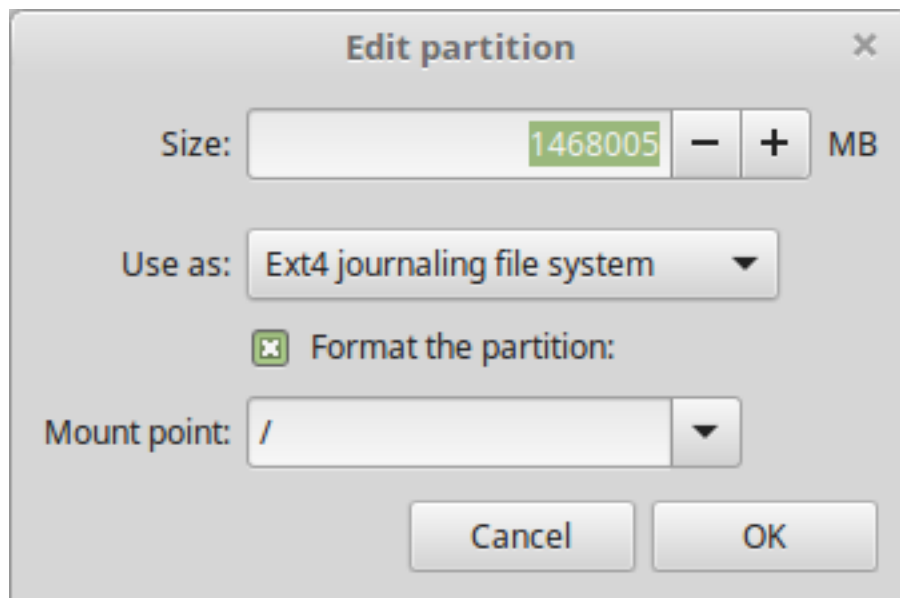 Edit partition
Size: 1468005 MB
Use as: Ext4 journaling file system
Format the partition:
Mount point: /
Cancel OK